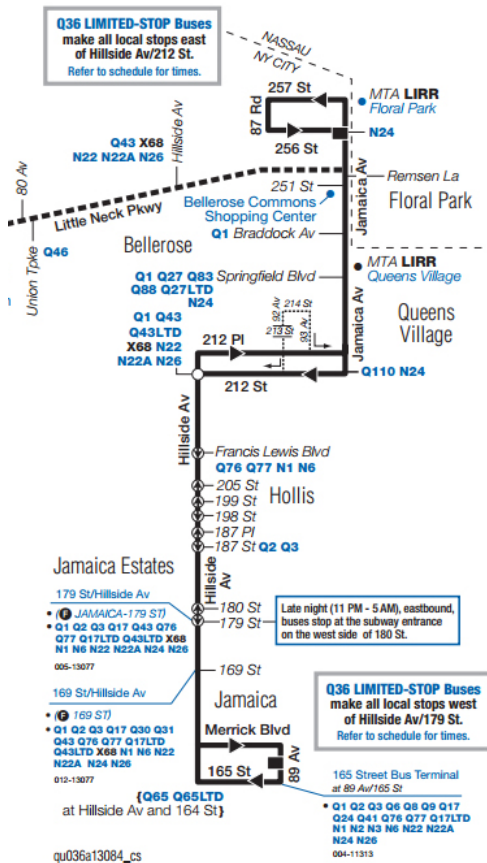 Q36 LIMITED-STOP Buses
make all local stops east
of Hillside Av/212 St.
Refer to schedule for times.
NASSAU
NY CITY
257 St
87 Rd
256 St
MTA LIRR
Floral Park
N24
Q43 X68
N22 N22A N26
Hillside Av
80 Av
Little Neck Pkwy
Union Tpke
Q46
Jamaica Av
Remsen La
251 St
Bellerose Commons
Shopping Center
Floral Park
Q1 Braddock Av
Bellerose
MTA LIRR
Queens Village
Q1 Q27 Q83
Q88 Q27LTD
N24
Springfield Blvd
Queens
Village
Q1 Q43
Q43LTD
X68 N22
N22A N26
92 Av
214 St
213 St
93 Av
212 Pl
Jamaica Av
212 St
Q110 N24
Hillside Av
Francis Lewis Blvd
Q76 Q77 N1 N6
205 St
199 St
198 St
187 Pl
187 St Q2 Q3
Hollis
Hillside
Av
Jamaica Estates
179 St/Hillside Av
• (F JAMAICA-179 ST)
• Q1 Q2 Q3 Q17 Q43 Q76
Q77 Q17LTD Q43LTD X68
N1 N6 N22 N22A N24 N26
005-13077
180 St
179 St
Late night (11 PM - 5 AM), eastbound,
buses stop at the subway entrance
on the west side of 180 St.
169 St
169 St/Hillside Av
• (F 169 ST)
• Q1 Q2 Q3 Q17 Q30 Q31
Q43 Q76 Q77 Q17LTD
Q43LTD X68 N1 N6 N22
N22A N24 N26
012-13077
Jamaica
Q36 LIMITED-STOP Buses
make all local stops west
of Hillside Av/179 St.
Refer to schedule for times.
Merrick Blvd
89 Av
165 St
{Q65 Q65LTD
at Hillside Av and 164 St}
165 Street Bus Terminal
at 89 Av/165 St
• Q1 Q2 Q3 Q6 Q8 Q9 Q17
Q24 Q41 Q76 Q77 Q17LTD
N1 N2 N3 N6 N22 N22A
N24 N26
004-11313
qu036a13084_cs